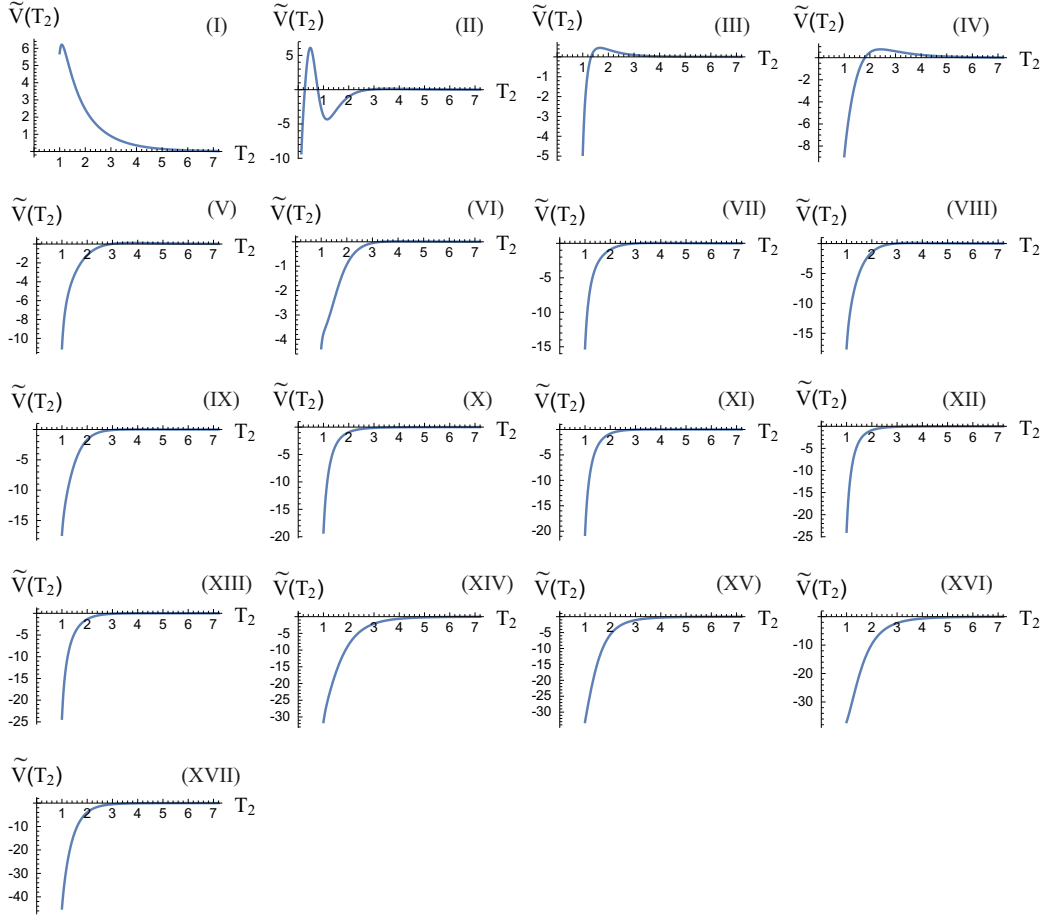 Ṽ(T₂) (I)
6
5
4
3
2
1
1 2 3 4 5 6 7 T₂
Ṽ(T₂) (II)
5
1 2 3 4 5 6 7 T₂
-5
-10
Ṽ(T₂) (III)
1 2 3 4 5 6 7 T₂
-1
-2
-3
-4
-5
Ṽ(T₂) (IV)
1 2 3 4 5 6 7 T₂
-2
-4
-6
-8
Ṽ(T₂) (V)
1 2 3 4 5 6 7 T₂
-2
-4
-6
-8
-10
Ṽ(T₂) (VI)
1 2 3 4 5 6 7 T₂
-1
-2
-3
-4
Ṽ(T₂) (VII)
1 2 3 4 5 6 7 T₂
-5
-10
-15
Ṽ(T₂) (VIII)
1 2 3 4 5 6 7 T₂
-5
-10
-15
Ṽ(T₂) (IX)
1 2 3 4 5 6 7 T₂
-5
-10
-15
Ṽ(T₂) (X)
1 2 3 4 5 6 7 T₂
-5
-10
-15
-20
Ṽ(T₂) (XI)
1 2 3 4 5 6 7 T₂
-5
-10
-15
-20
Ṽ(T₂) (XII)
1 2 3 4 5 6 7 T₂
-5
-10
-15
-20
-25
Ṽ(T₂) (XIII)
1 2 3 4 5 6 7 T₂
-5
-10
-15
-20
-25
Ṽ(T₂) (XIV)
1 2 3 4 5 6 7 T₂
-5
-10
-15
-20
-25
-30
Ṽ(T₂) (XV)
1 2 3 4 5 6 7 T₂
-5
-10
-15
-20
-25
-30
Ṽ(T₂) (XVI)
1 2 3 4 5 6 7 T₂
-10
-20
-30
Ṽ(T₂) (XVII)
1 2 3 4 5 6 7 T₂
-10
-20
-30
-40